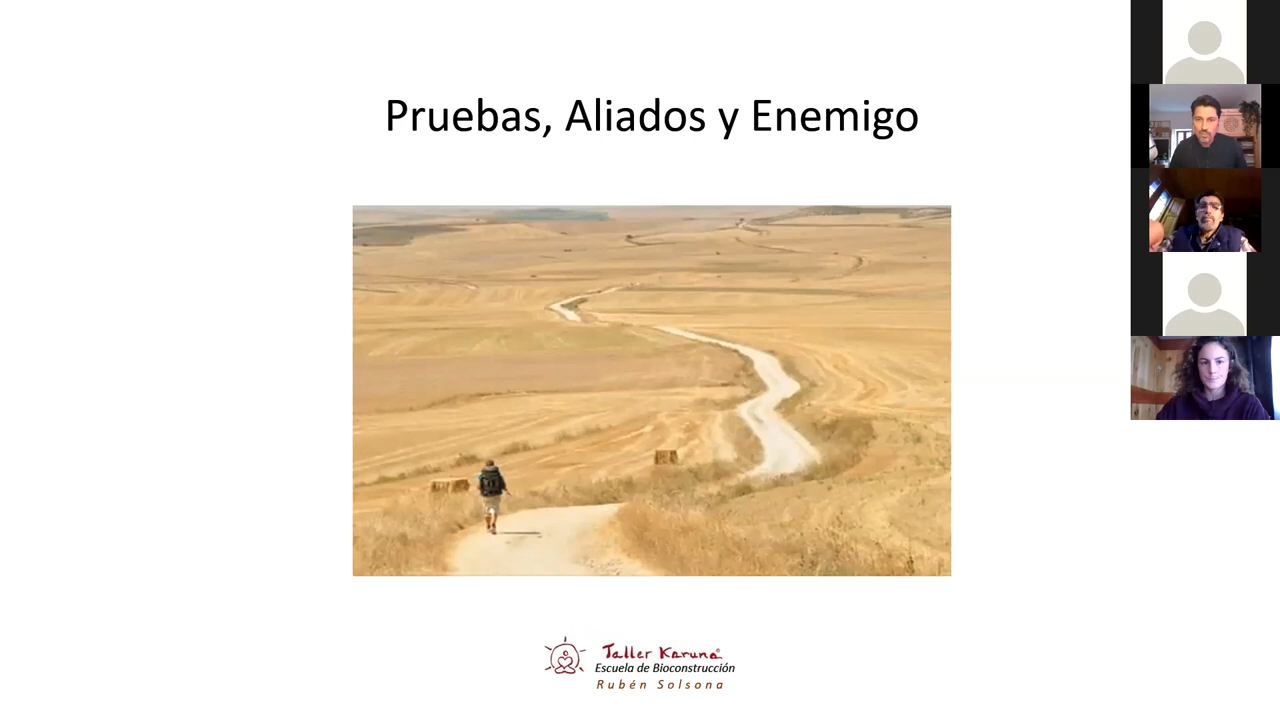 Pruebas, Aliados y Enemigo
Taller Karuna
Escuela de Bioconstrucción
Rubén Solsona